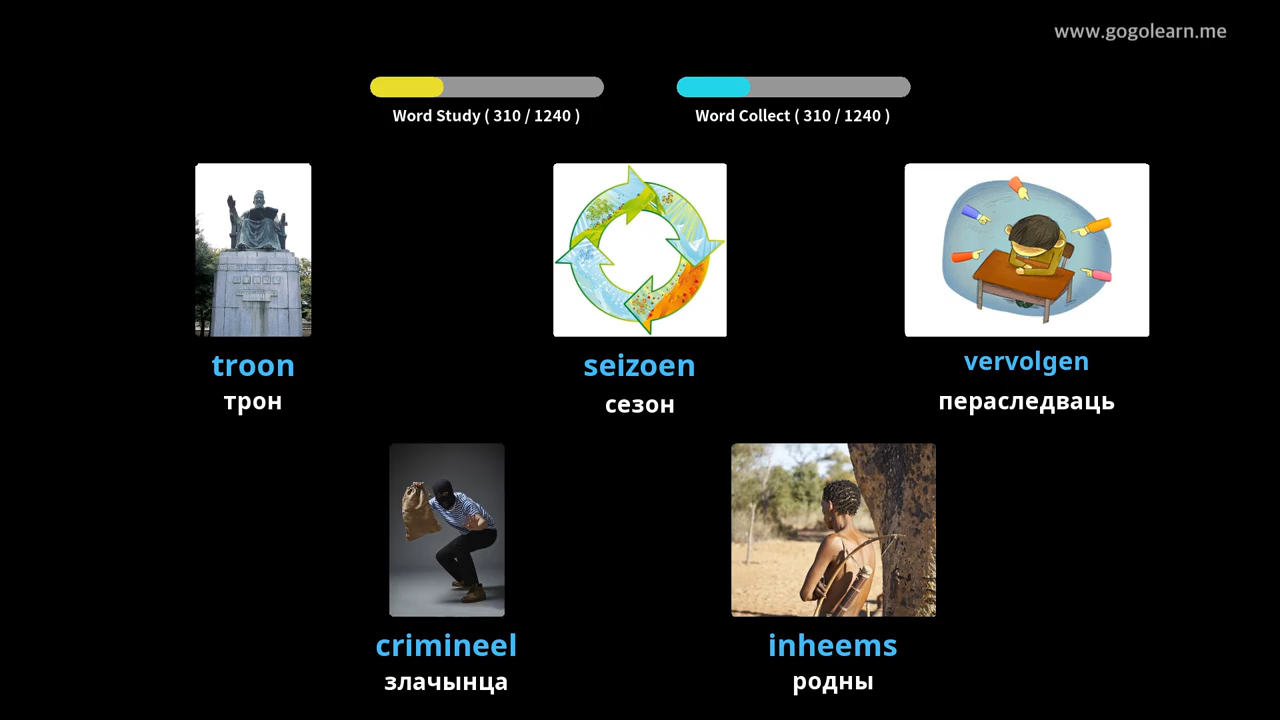 www.gogolearn.me
Word Study ( 310 / 1240 )
Word Collect ( 310 / 1240 )
troon
трон
seizoen
сезон
vervolgen
пераследваць
crimineel
злачынца
inheems
родны